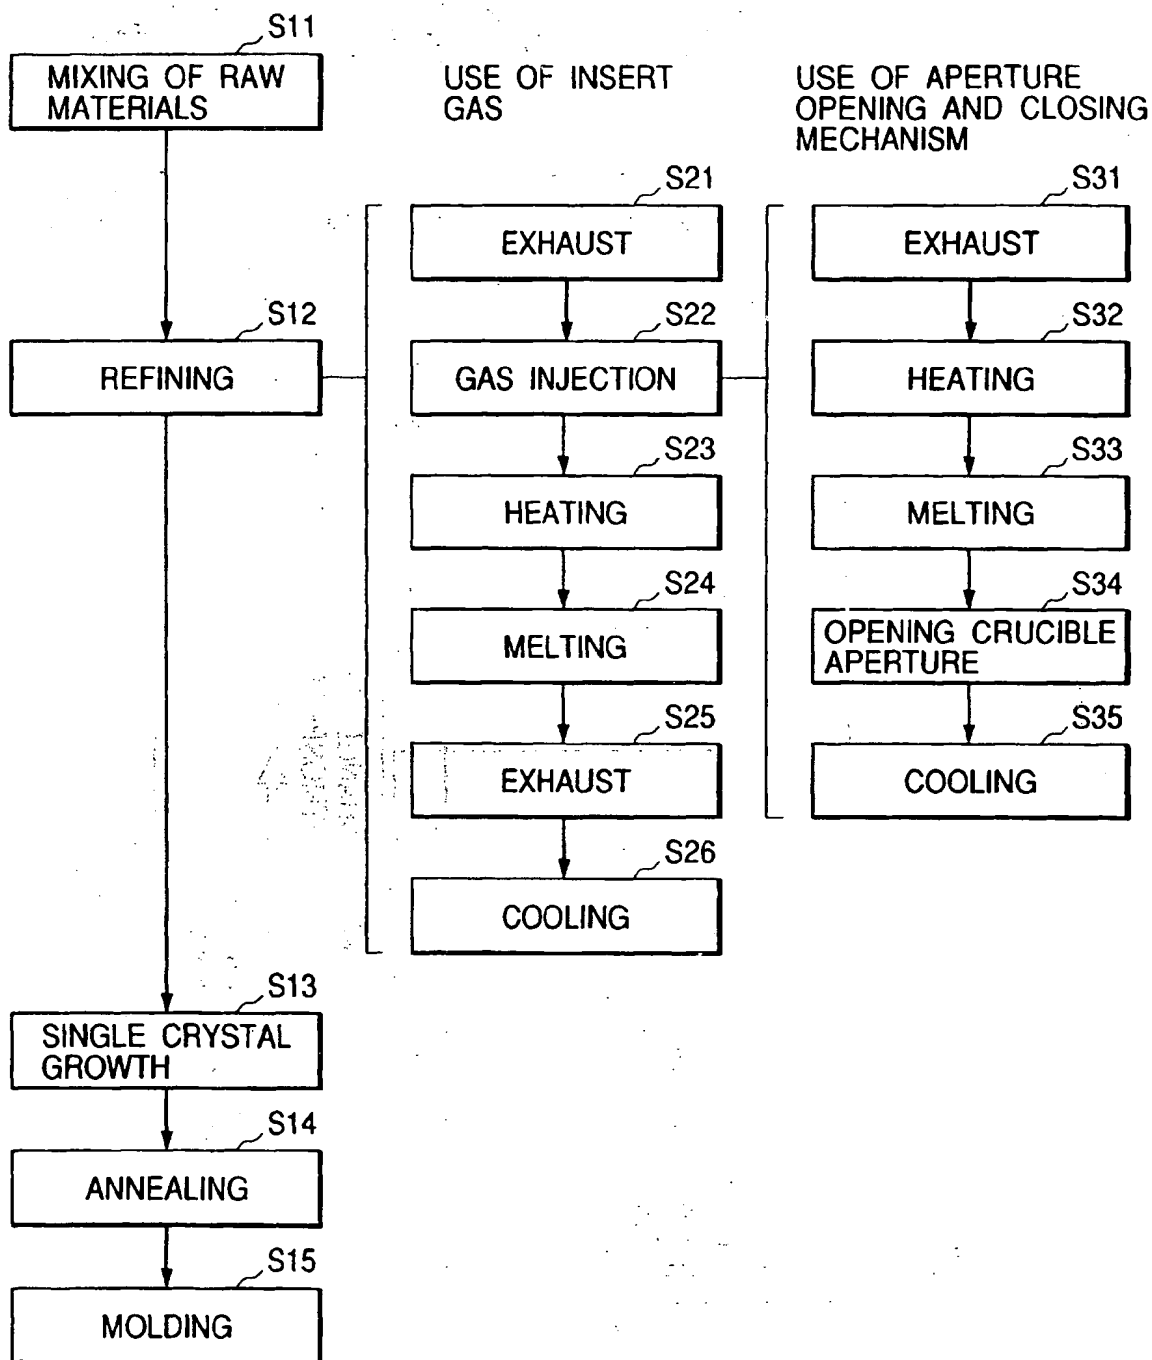 S11
MIXING OF RAW
MATERIALS
S12
REFINING
S13
SINGLE CRYSTAL
GROWTH
S14
ANNEALING
S15
MOLDING
USE OF INSERT
GAS
S21
EXHAUST
S22
GAS INJECTION
S23
HEATING
S24
MELTING
S25
EXHAUST
S26
COOLING
USE OF APERTURE
OPENING AND CLOSING
MECHANISM
S31
EXHAUST
S32
HEATING
S33
MELTING
S34
OPENING CRUCIBLE
APERTURE
S35
COOLING